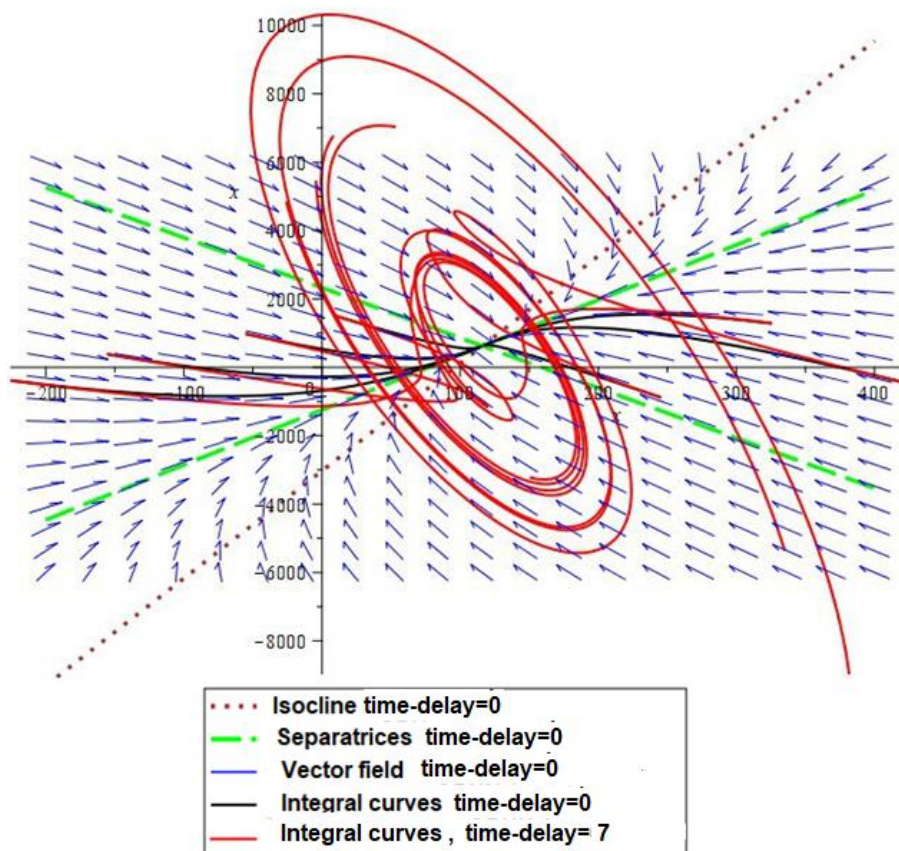 10000
8000
6000
x
4000
2000
-200
-100
0
100
200
300
400
x
-2000
-4000
-6000
-8000
Isocline time-delay=0
Separatrices time-delay=0
Vector field time-delay=0
Integral curves time-delay=0
Integral curves , time-delay= 7